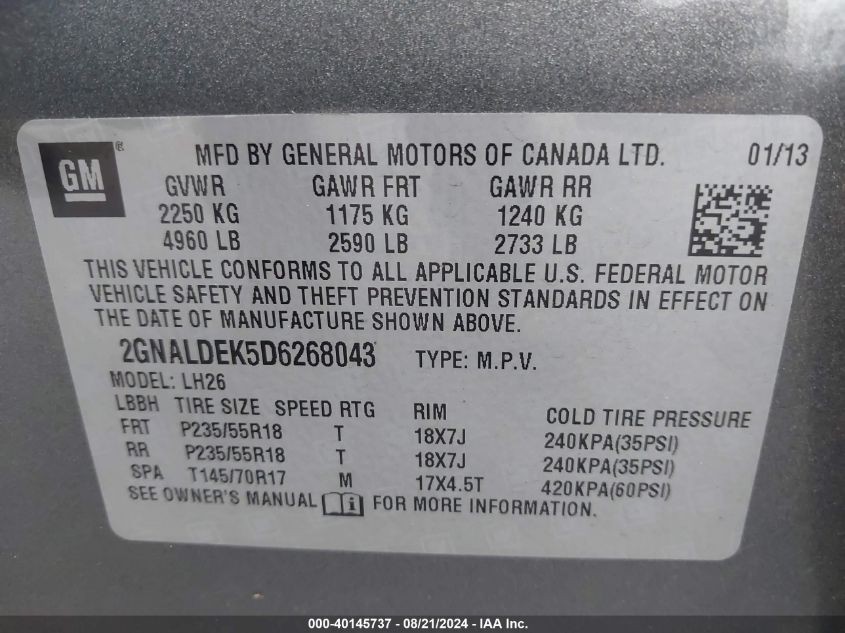 GM®
MFD BY GENERAL MOTORS OF CANADA LTD. 01/13
GVWR GAWR FRT GAWR RR
2250 KG 1175 KG 1240 KG
4960 LB 2590 LB 2733 LB
THIS VEHICLE CONFORMS TO ALL APPLICABLE U.S. FEDERAL MOTOR
VEHICLE SAFETY AND THEFT PREVENTION STANDARDS IN EFFECT ON
THE DATE OF MANUFACTURE SHOWN ABOVE.
2GNALDEK5D6268043 TYPE: M.P.V.
MODEL: LH26
LBBH TIRE SIZE SPEED RTG RIM COLD TIRE PRESSURE
FRT P235/55R18 T 18X7J 240KPA(35PSI)
RR P235/55R18 T 18X7J 240KPA(35PSI)
SPA T145/70R17 M 17X4.5T 420KPA(60PSI)
SEE OWNER'S MANUAL i FOR MORE INFORMATION.
000-40145737 - 08/21/2024 - IAA Inc.